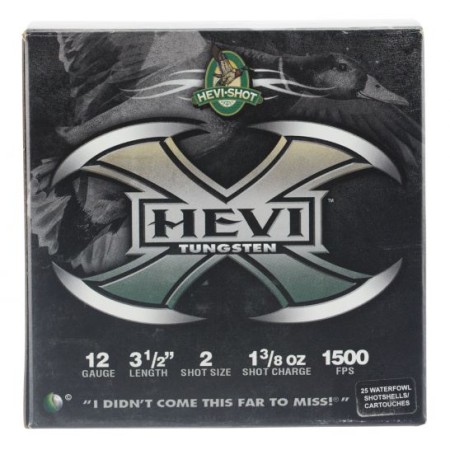 HEVI-SHOT
HEVI
X
™
TUNGSTEN
12 3 1/2” 2 1 3/8 OZ 1500
GAUGE LENGTH SHOT SIZE SHOT CHARGE FPS
© "I DIDN'T COME THIS FAR TO MISS!®"
25 WATERFOWL
SHOTSHELLS/
CARTOUCHES